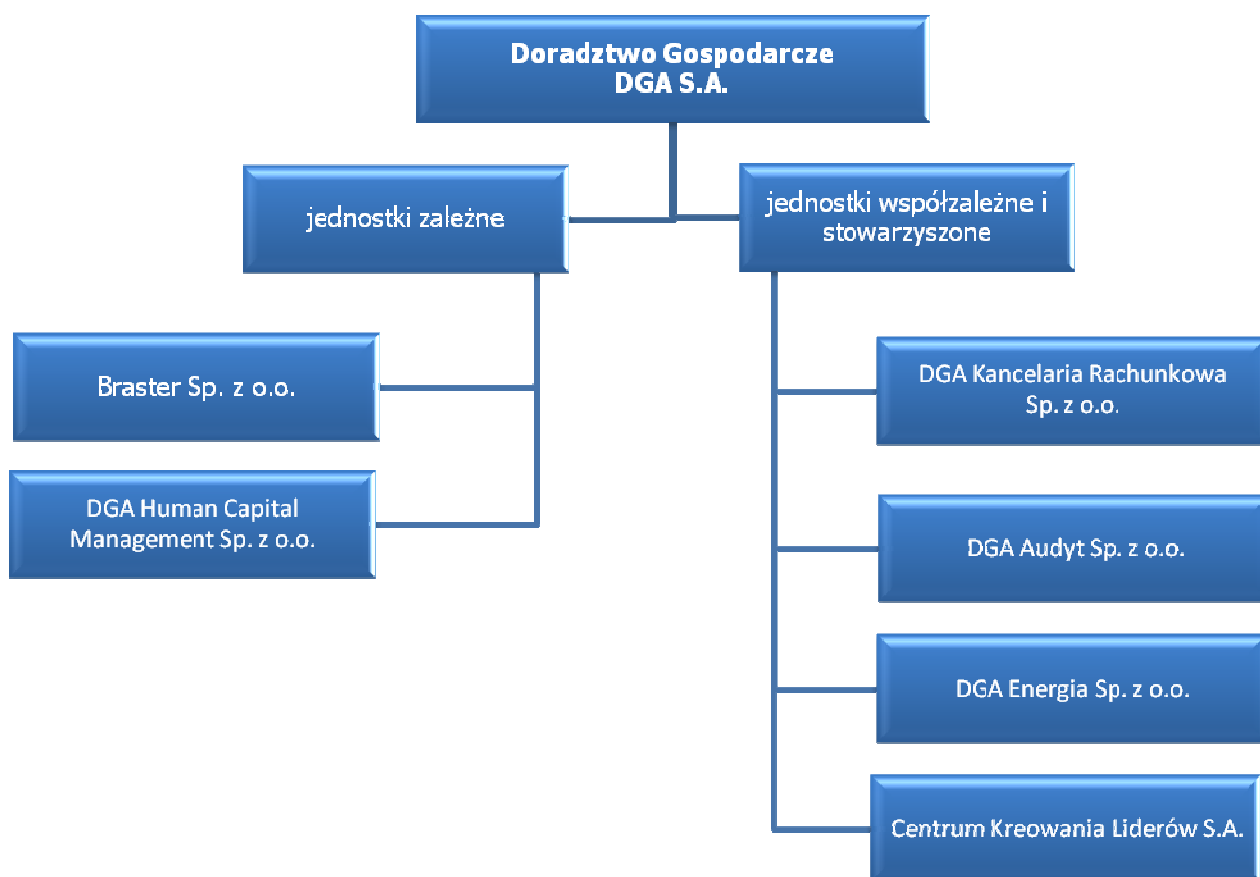 Doradztwo Gospodarcze
DGA S.A.
jednostki zależne
jednostki współzależne i
stowarzyszone
Braster Sp. z o.o.
DGA Human Capital
Management Sp. z o.o.
DGA Kancelaria Rachunkowa
Sp. z o.o.
DGA Audyt Sp. z o.o.
DGA Energia Sp. z o.o.
Centrum Kreowania Liderów S.A.